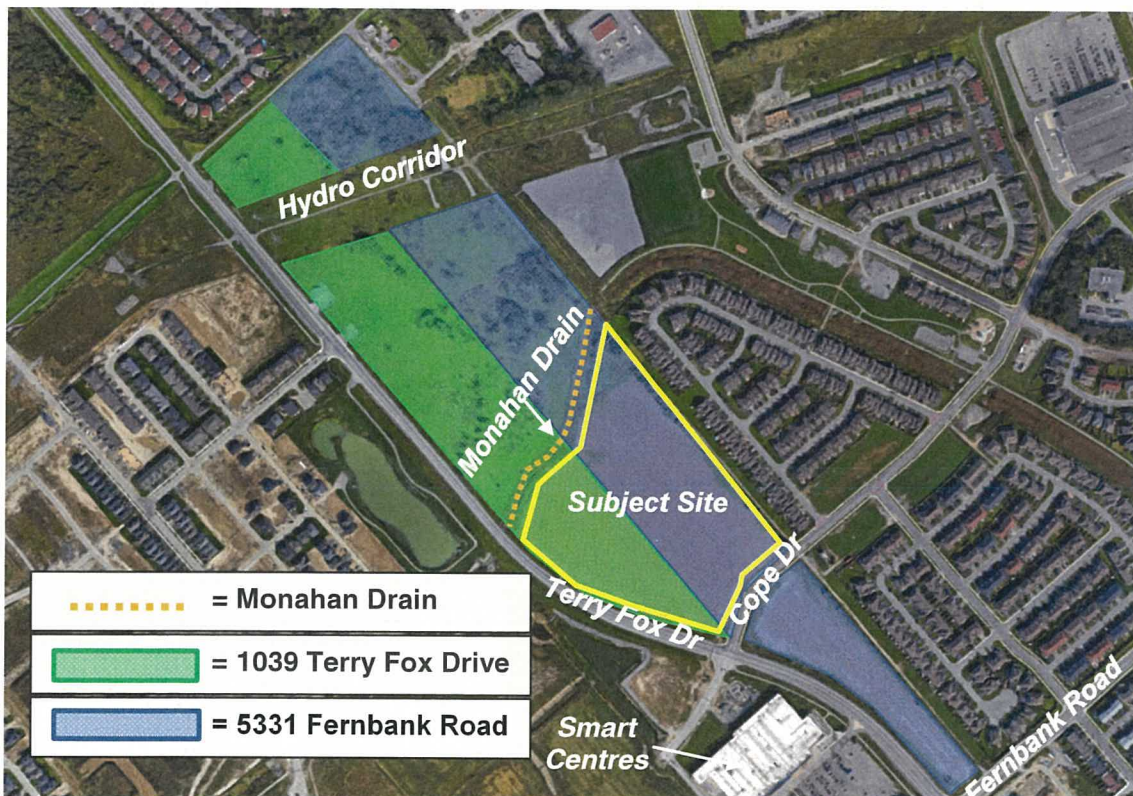 Hydro Corridor
Monahan Drain
Subject Site
Cope Dr
Terry Fox Dr
= Monahan Drain
= 1039 Terry Fox Drive
= 5331 Fernbank Road
Smart
Centres
Fernbank Road